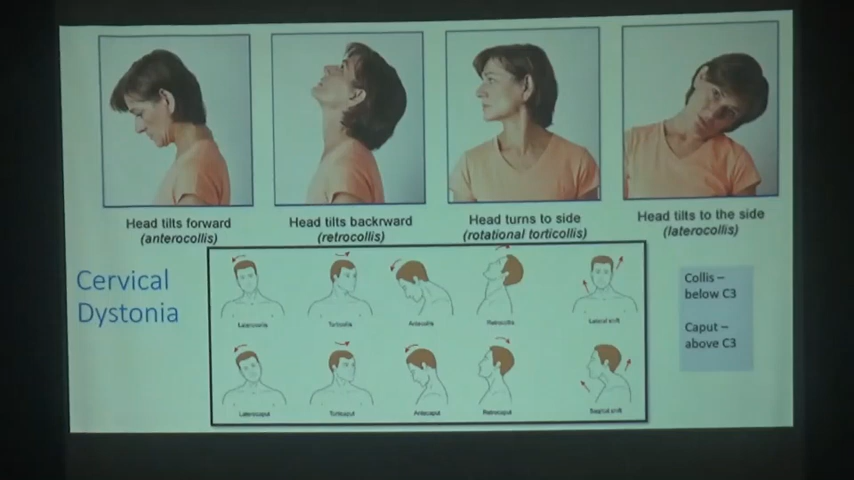 Head tilts forward
(anterocollis)
Head tilts backrward
(retrocollis)
Head turns to side
(rotational torticollis)
Head tilts to the side
(laterocollis)
Cervical
Dystonia
Laterocollis
Torticollis
Antecollis
Retrocollis
Lateral shift
Laterocaput
Torticaput
Antecaput
Retrocaput
Sagittal shift
Collis –
below C3
Caput –
above C3